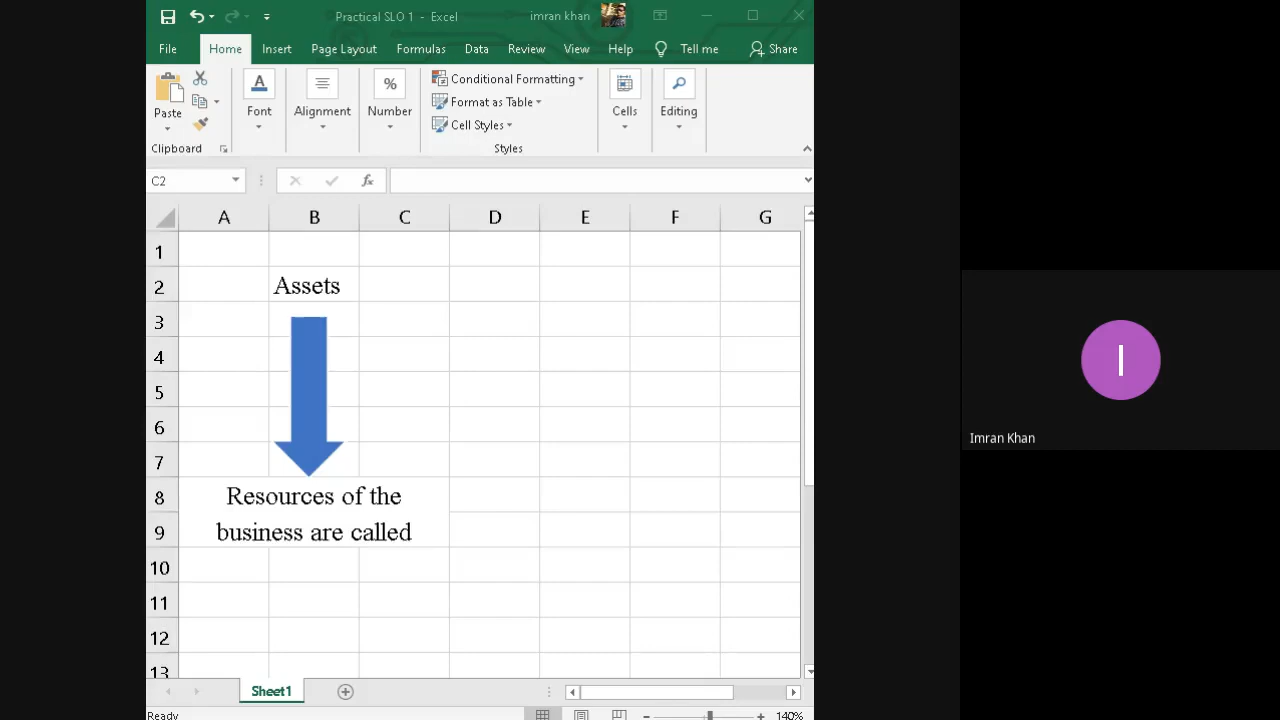 Practical SLO 1 - Excel
imran khan
File Home Insert Page Layout Formulas Data Review View Help Tell me Share
Paste
Clipboard
A
Font
Alignment
%
Number
Conditional Formatting
Format as Table
Cell Styles
Styles
Cells
Editing
C2
fx
A B C D E F G
1
2 Assets
3
4
5
6
7
8 Resources of the
9 business are called
10
11
12
13
Sheet1
Ready
140%
I
Imran Khan